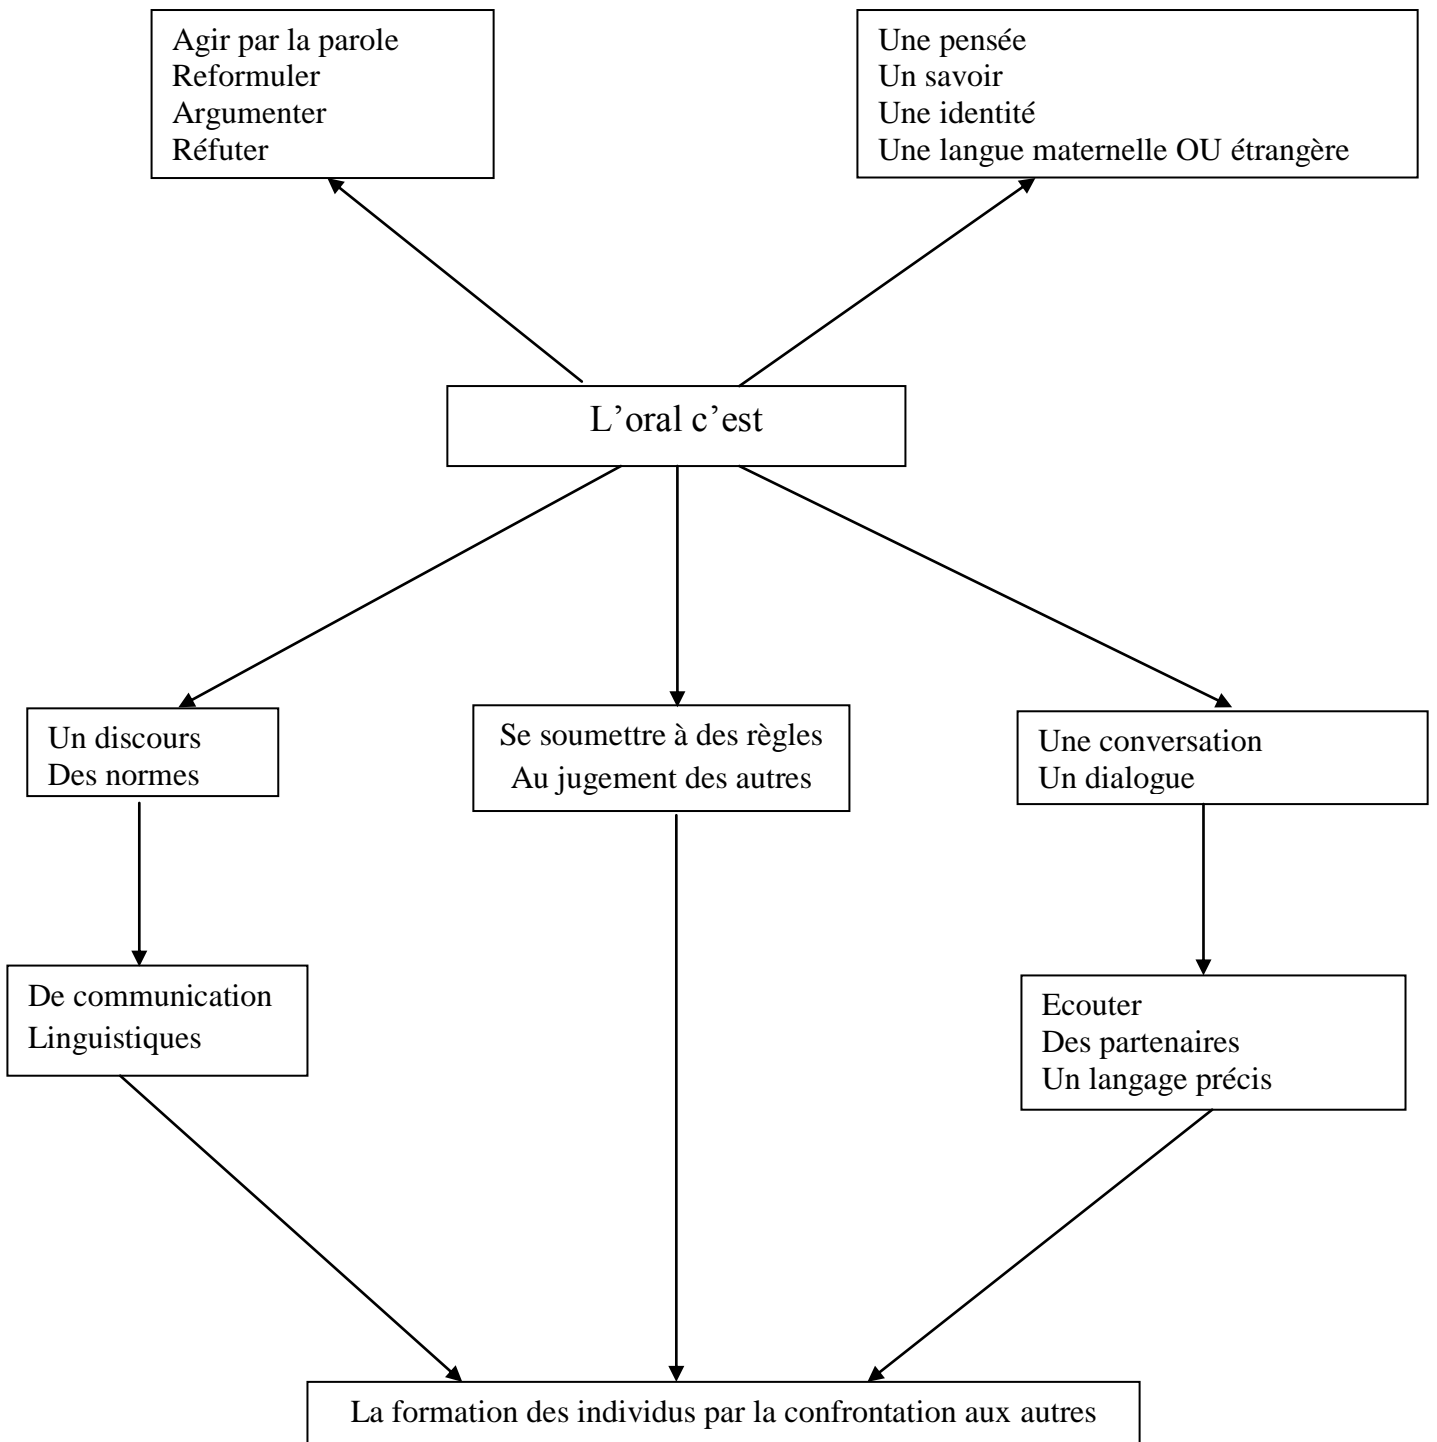 Agir par la parole
Reformuler
Argumenter
Réfuter
Une pensée
Un savoir
Une identité
Une langue maternelle OU étrangère
L’oral c’est
Un discours
Des normes
Se soumettre à des règles
Au jugement des autres
Une conversation
Un dialogue
De communication
Linguistiques
Ecouter
Des partenaires
Un langage précis
La formation des individus par la confrontation aux autres